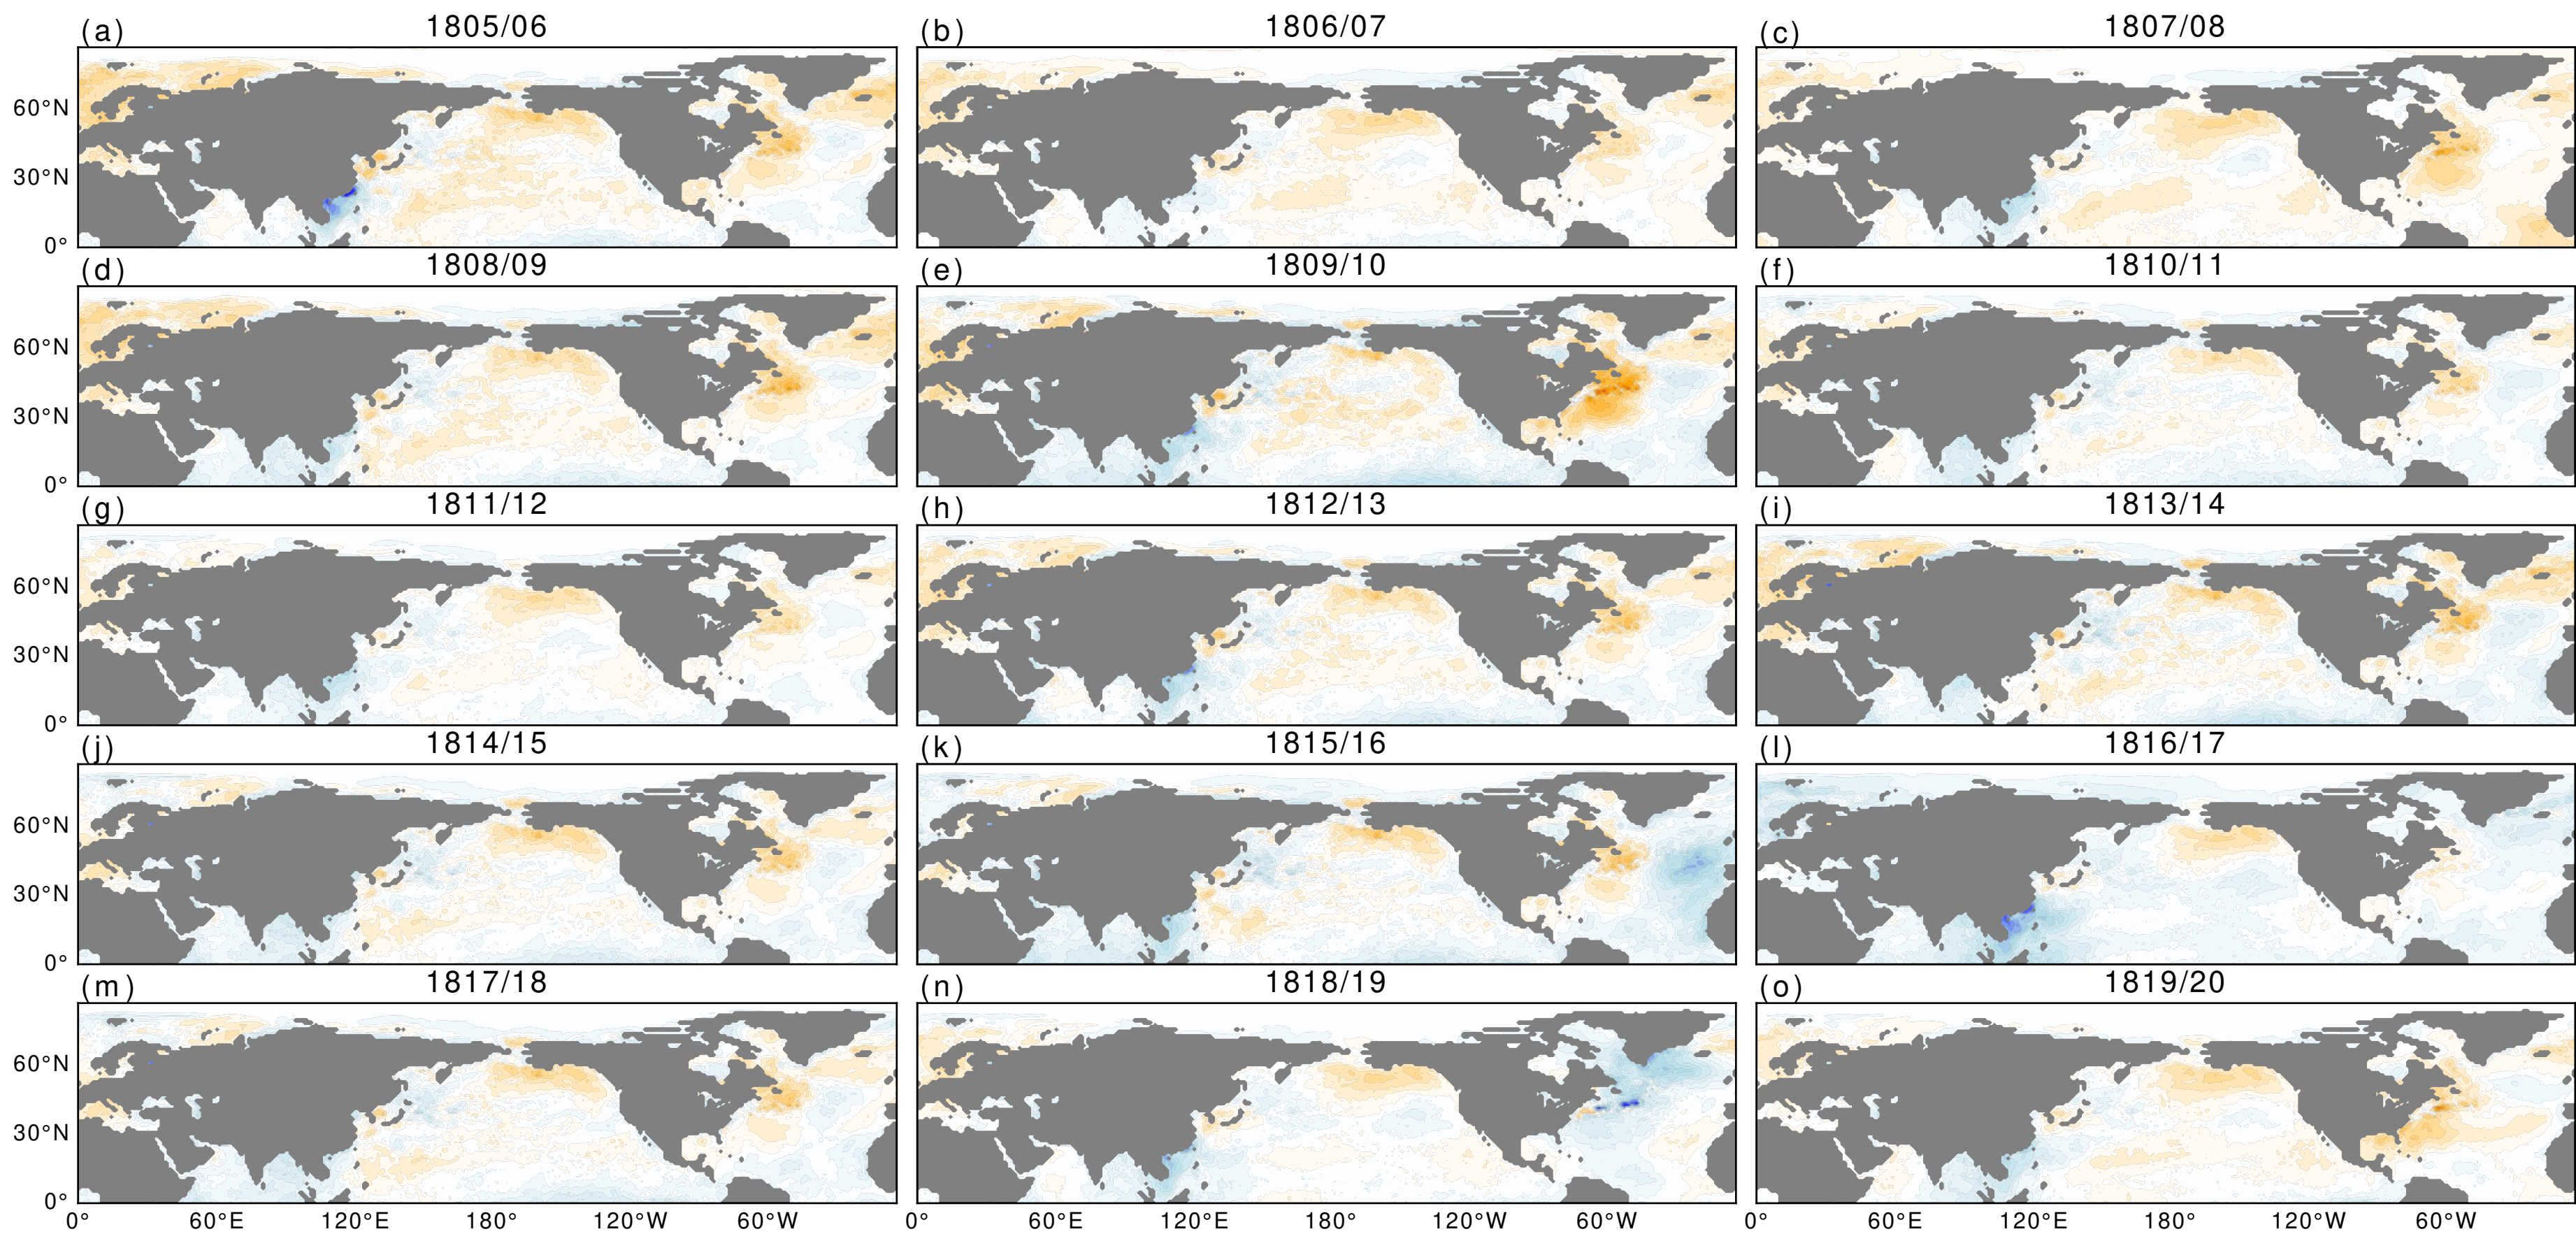 (a) 1805/06 (b) 1806/07 (c) 1807/08
60°N
30°N
0°
(d) 1808/09 (e) 1809/10 (f) 1810/11
60°N
30°N
0°
(g) 1811/12 (h) 1812/13 (i) 1813/14
60°N
30°N
0°
(j) 1814/15 (k) 1815/16 (l) 1816/17
60°N
30°N
0°
(m) 1817/18 (n) 1818/19 (o) 1819/20
60°N
30°N
0°
0° 60°E 120°E 180° 120°W 60°W 0° 60°E 120°E 180° 120°W 60°W 0° 60°E 120°E 180° 120°W 60°W